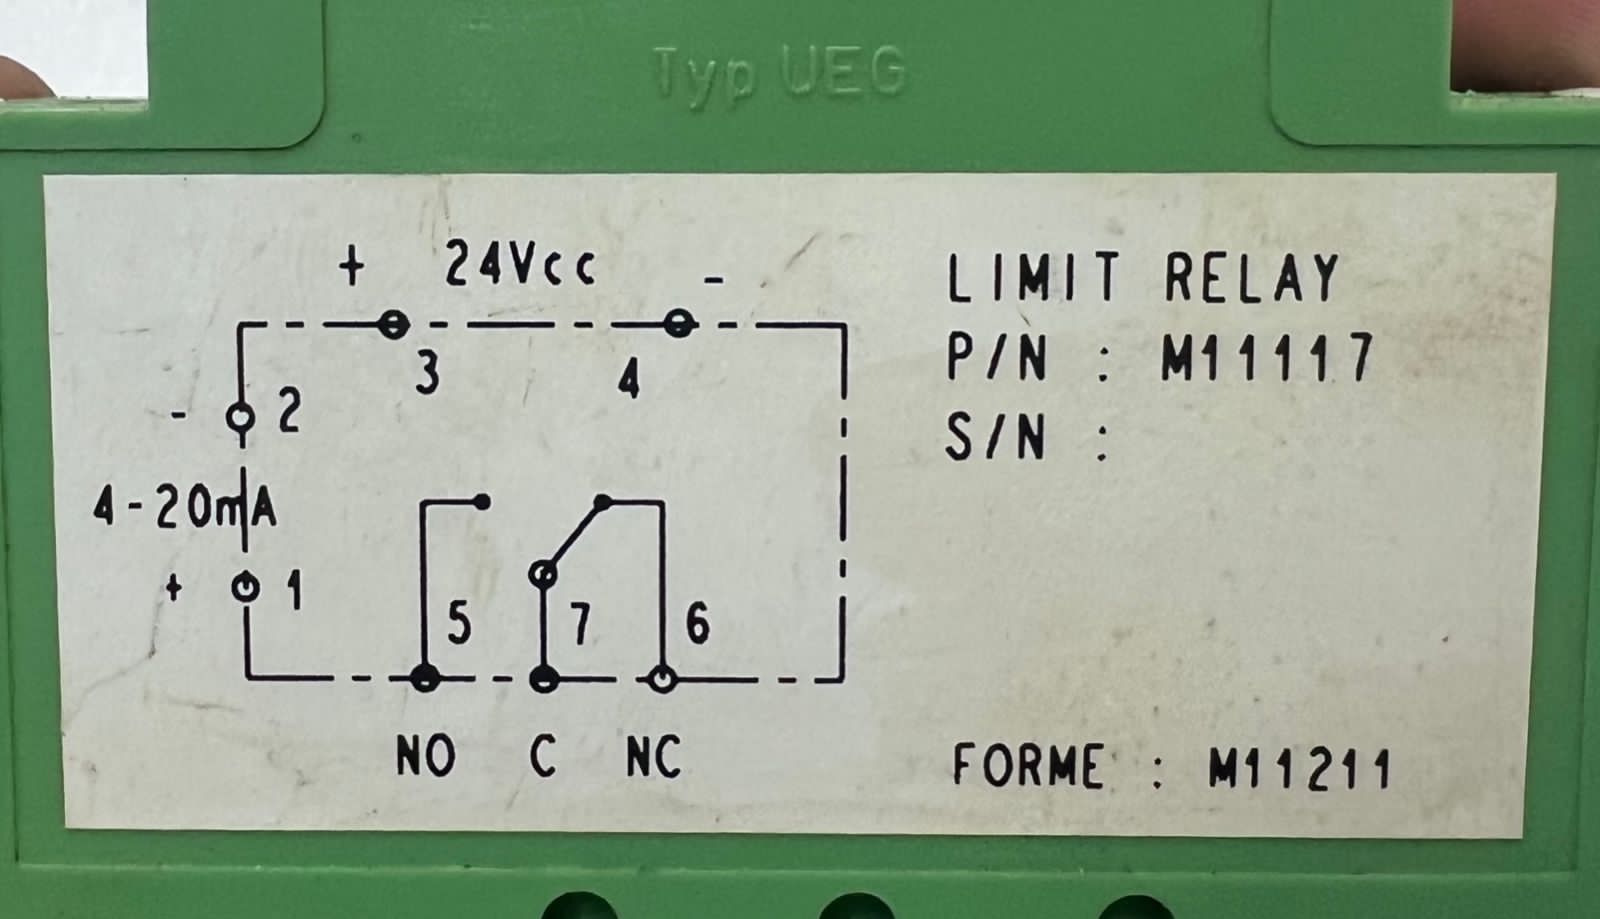 Typ UEG
+ 24Vcc -
3 4
- 2
4-20mA
+ 1
5 7 6
NO C NC
LIMIT RELAY
P/N : M11117
S/N :
FORME : M11211